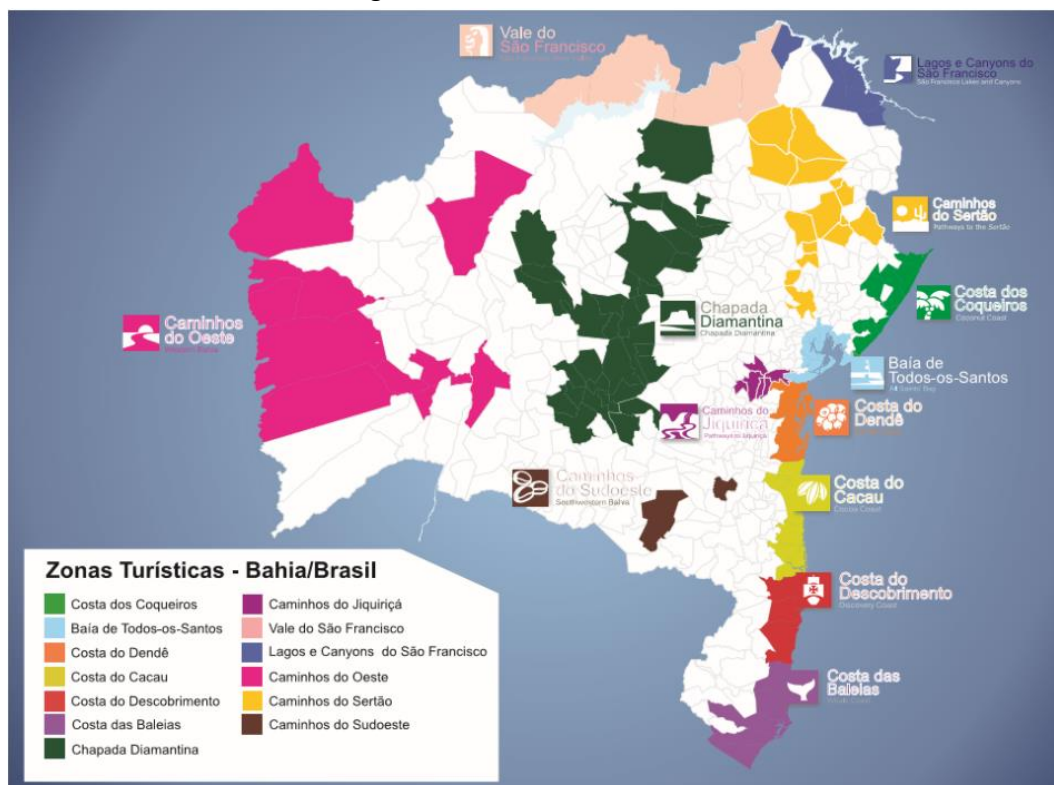 Vale do
São Francisco
Lagos e Canyons do
São Francisco
São Francisco Lakes and Canyons
Caminhos
do Sertão
Pathways to the Sertão
Costa dos
Coqueiros
Coconut Coast
Caminhos
do Oeste
Western Bahia
Chapada
Diamantina
Chapada Diamantina
Baía de
Todos-os-Santos
All Saints' Bay
Caminhos do
Jiquiriçá
Pathways to Jiquiriçá
Costa do
Dendê
Caminhos
do Sudoeste
Southwestern Bahia
Costa do
Cacau
Cocoa Coast
Costa do
Descobrimento
Discovery Coast
Costa das
Baleias
Zonas Turísticas - Bahia/Brasil
Costa dos Coqueiros
Baía de Todos-os-Santos
Costa do Dendê
Costa do Cacau
Costa do Descobrimento
Costa das Baleias
Chapada Diamantina
Caminhos do Jiquiriçá
Vale do São Francisco
Lagos e Canyons do São Francisco
Caminhos do Oeste
Caminhos do Sertão
Caminhos do Sudoeste